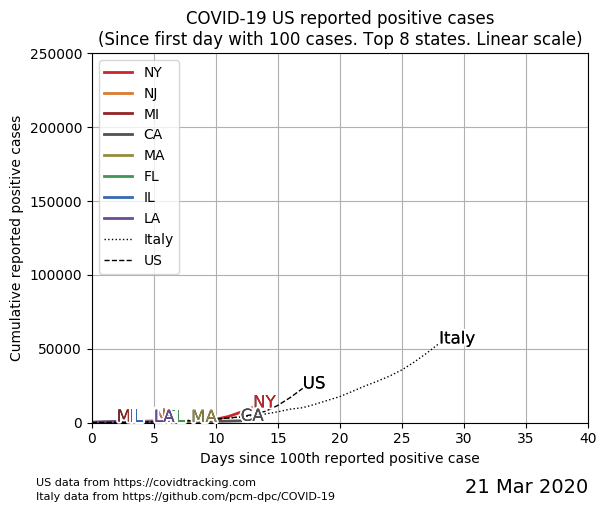 COVID-19 US reported positive cases
(Since first day with 100 cases. Top 8 states. Linear scale)
Cumulative reported positive cases
250000
200000
150000
100000
50000
0
NY
NJ
MI
CA
MA
FL
IL
LA
Italy
US
Italy
US
NY
CA
MA
LA
MI
0
5
10
15
20
25
30
35
40
Days since 100th reported positive case
US data from https://covidtracking.com
Italy data from https://github.com/pcm-dpc/COVID-19
21 Mar 2020